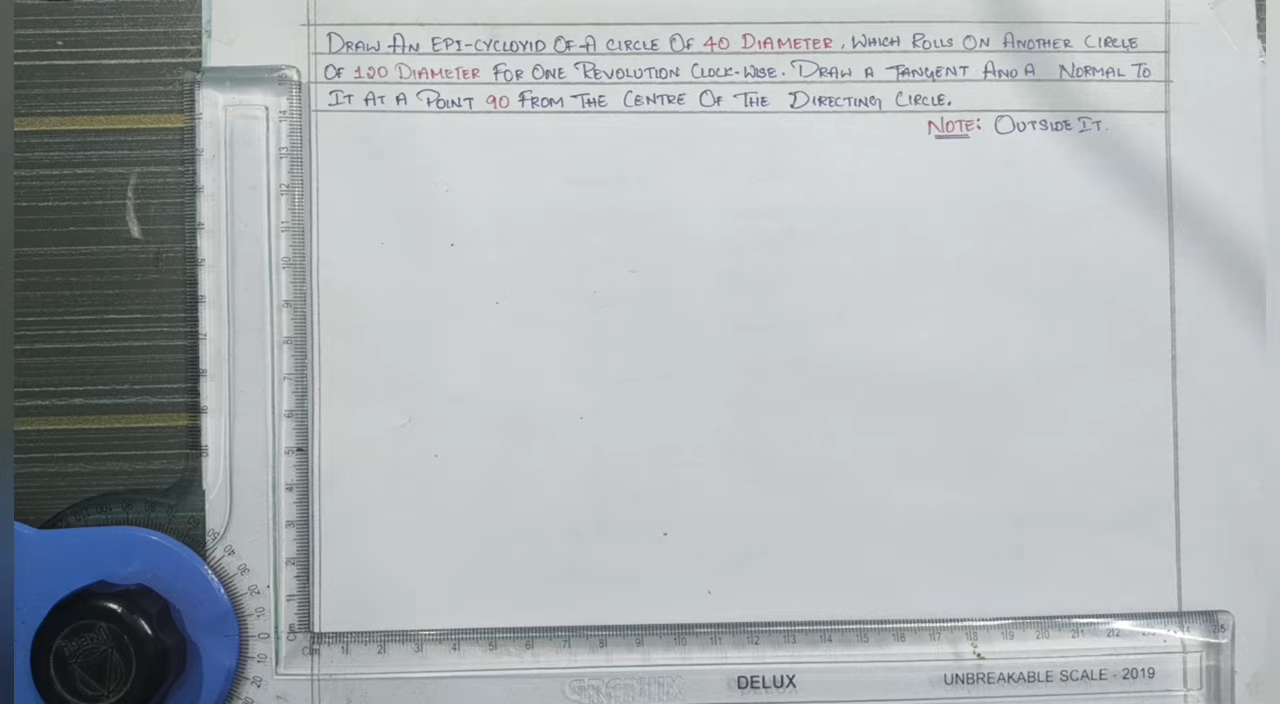 DRAW AN EPI-CYCLOYID OF A CIRCLE OF 40 DIAMETER, WHICH ROLLS ON ANOTHER CIRCLE
OF 120 DIAMETER FOR ONE REVOLUTION CLOCK-WISE. DRAW A TANGENT AND A NORMAL TO
IT AT A POINT 90 FROM THE CENTRE OF THE DIRECTING CIRCLE.
NOTE: OUTSIDE IT.
GRAPHIX DELUX UNBREAKABLE SCALE - 2019